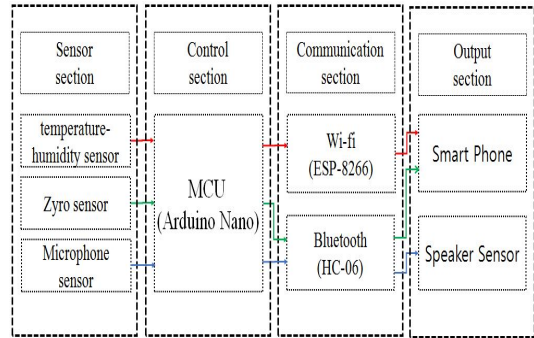 Sensor
section
Control
section
Communication
section
Output
section
temperature-
humidity sensor
Zyro sensor
Microphone
sensor
MCU
(Arduino Nano)
Wi-fi
(ESP-8266)
Bluetooth
(HC-06)
Smart Phone
Speaker Sensor